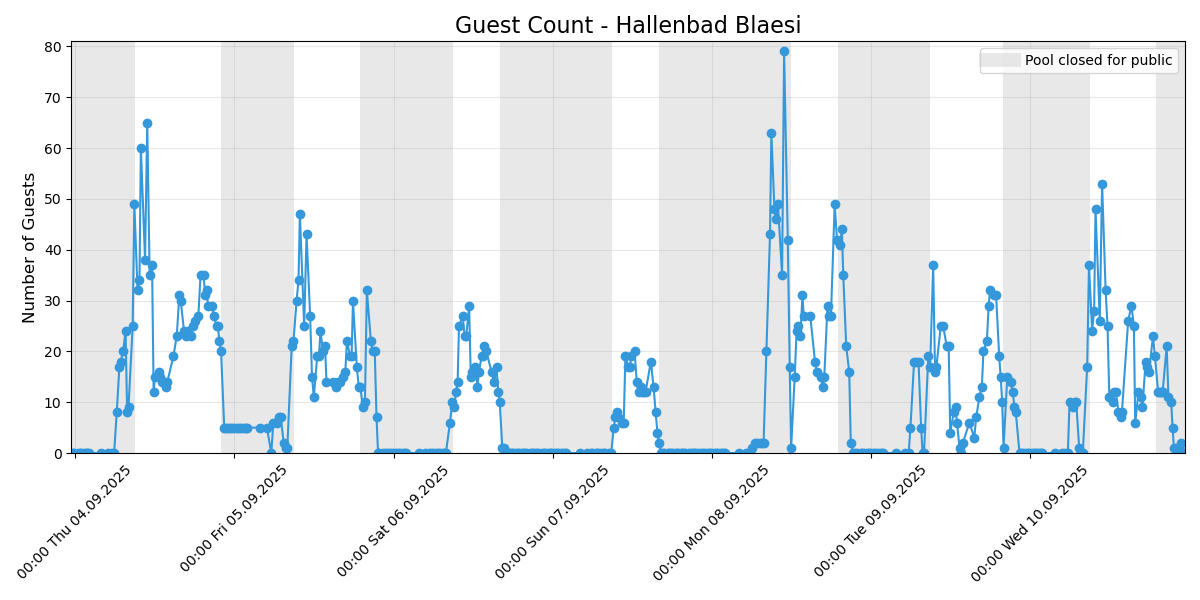 Guest Count - Hallenbad Blaesi
Pool closed for public
Number of Guests
80
70
60
50
40
30
20
10
0
00:00 Thu 04.09.2025
00:00 Fri 05.09.2025
00:00 Sat 06.09.2025
00:00 Sun 07.09.2025
00:00 Mon 08.09.2025
00:00 Tue 09.09.2025
00:00 Wed 10.09.2025